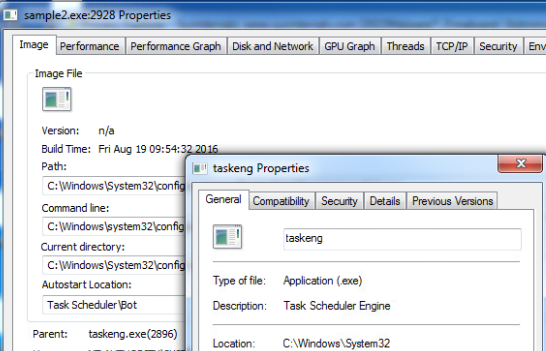 sample2.exe:2928 Properties
Image Performance Performance Graph Disk and Network GPU Graph Threads TCP/IP Security
Image File
Version: n/a
Build Time: Fri Aug 19 09:54:32 2016
Path:
C:\Windows\System32\config
Command line:
C:\Windows\system32\config
Current directory:
C:\Windows\System32\config
Autostart Location:
Task Scheduler\Bot
Parent: taskeng.exe(2896)
taskeng Properties
General Compatibility Security Details Previous Versions
taskeng
Type of file: Application (.exe)
Description: Task Scheduler Engine
Location: C:\Windows\System32